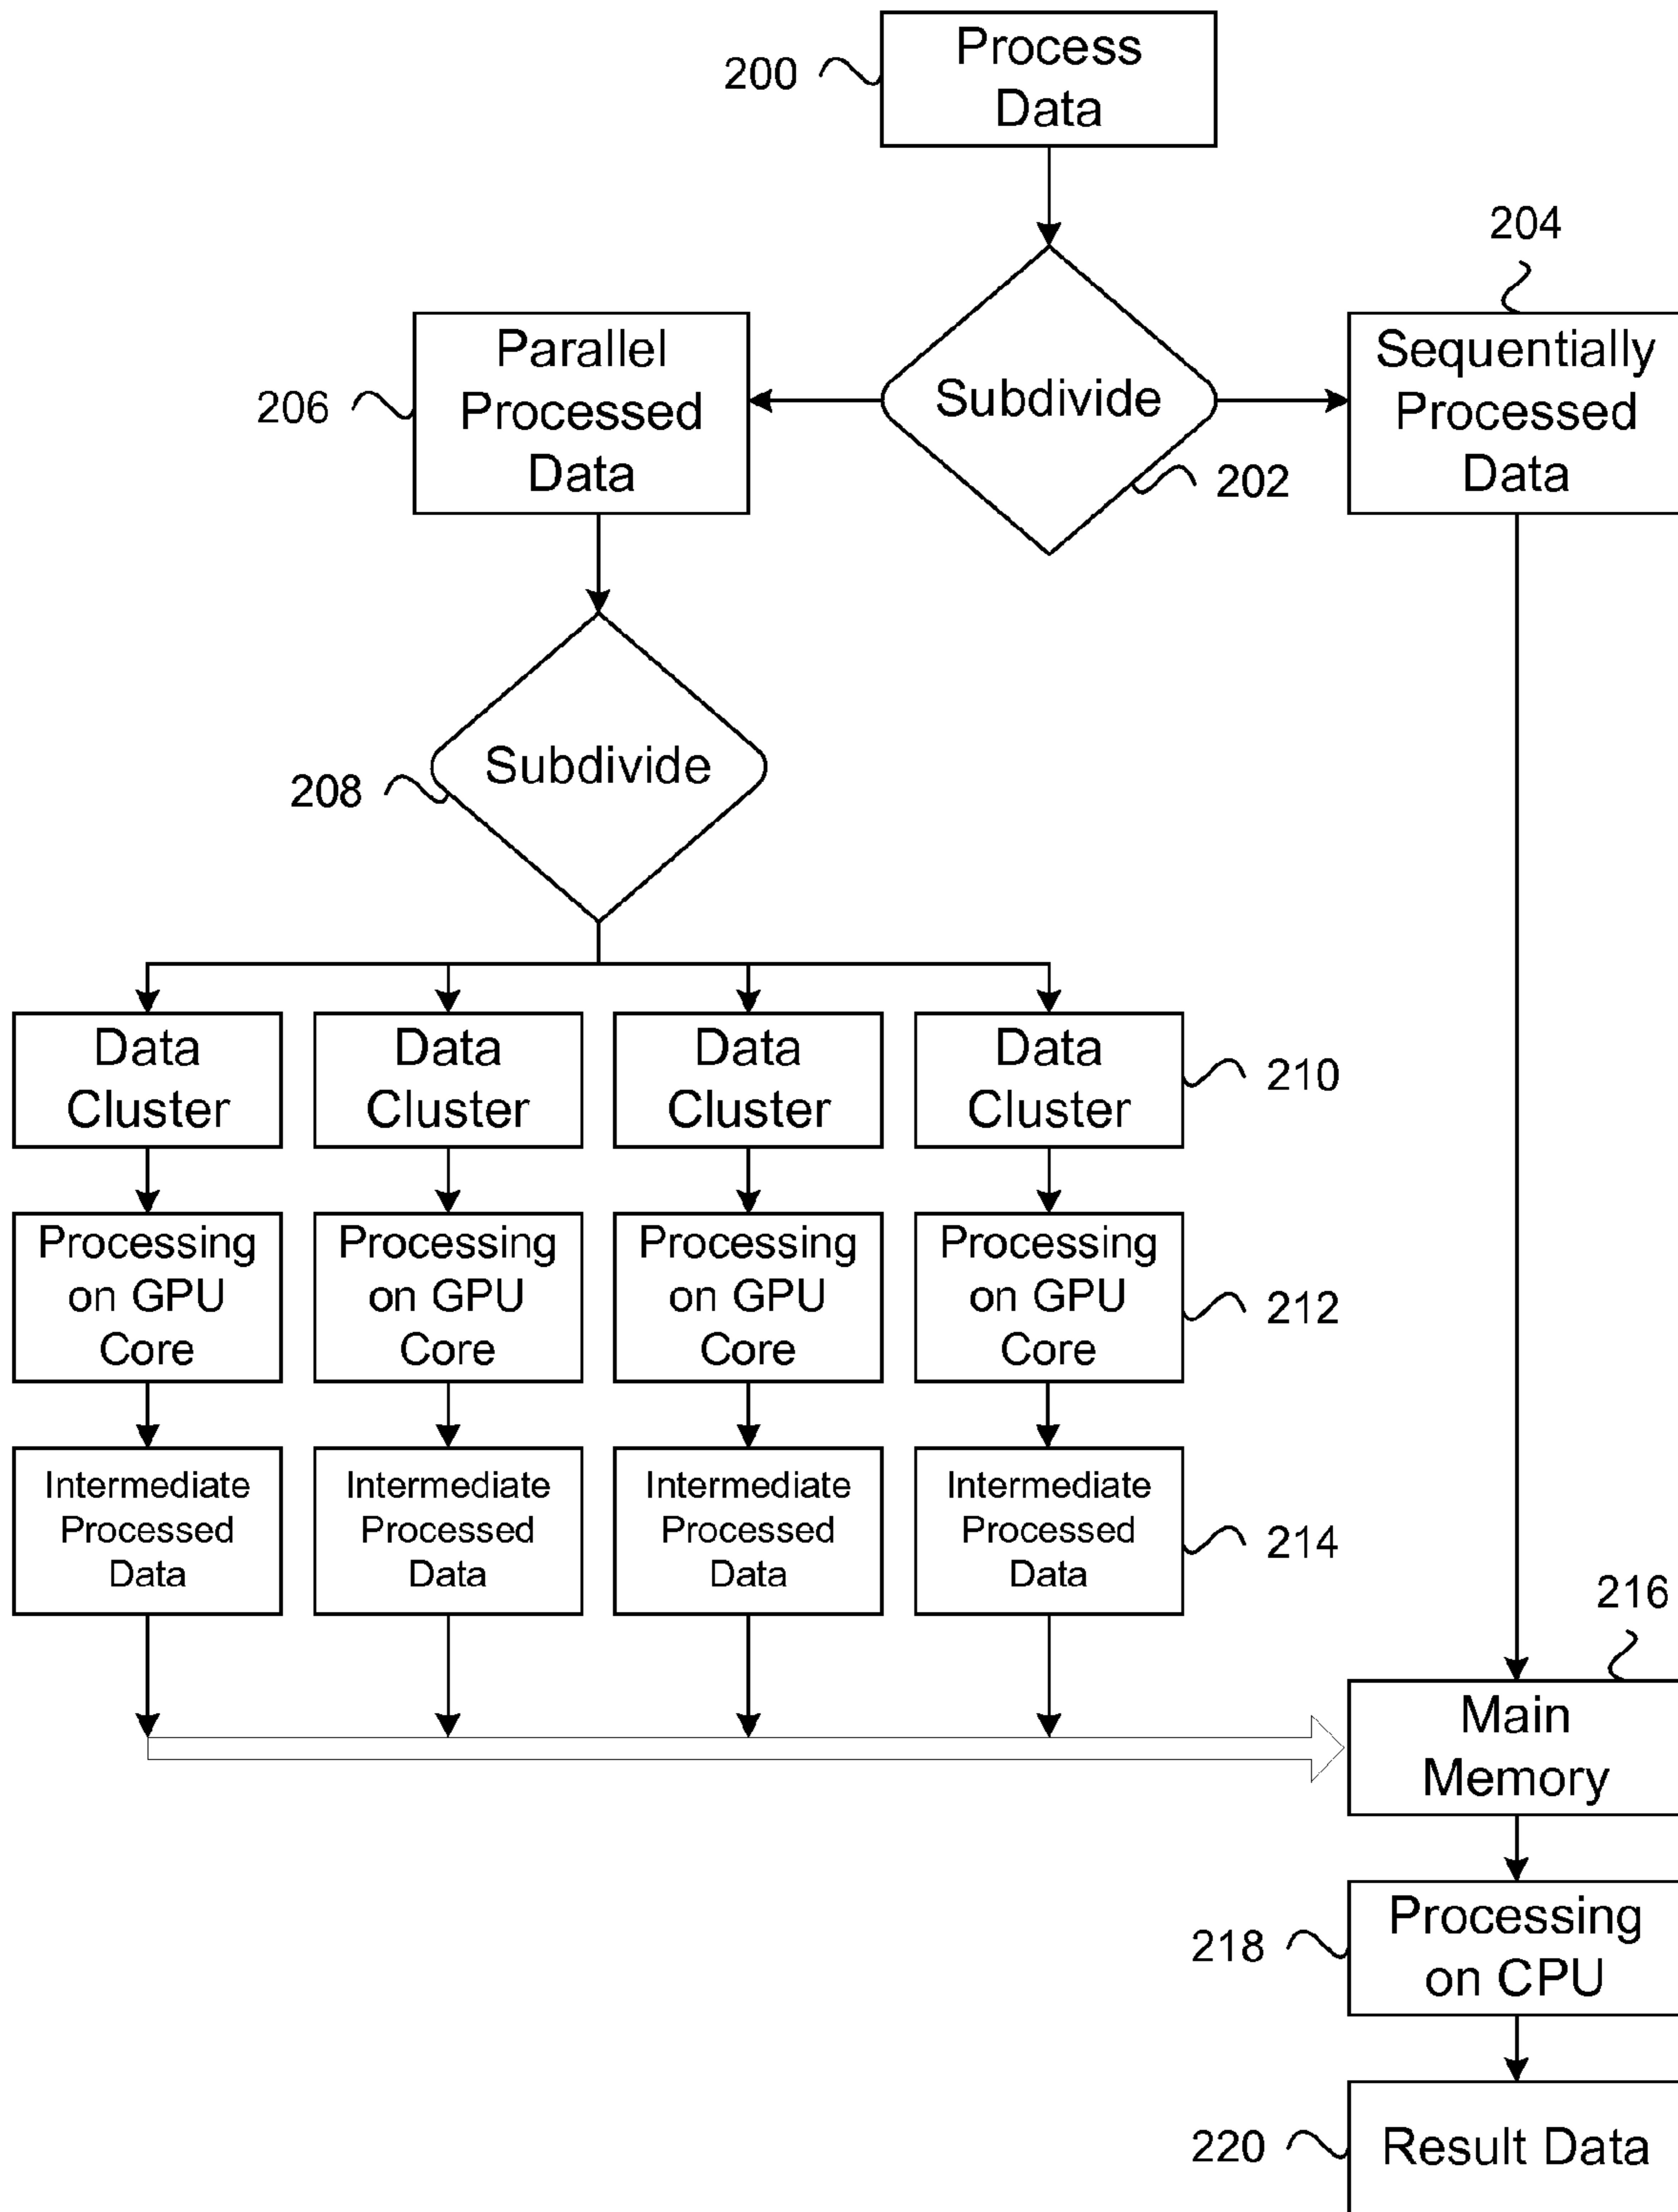 200
Process
Data
204
Parallel
Processed
Data
206
Subdivide
202
Sequentially
Processed
Data
Subdivide
208
Data
Cluster
Data
Cluster
Data
Cluster
Data
Cluster
210
Processing
on GPU
Core
Processing
on GPU
Core
Processing
on GPU
Core
Processing
on GPU
Core
212
Intermediate
Processed
Data
Intermediate
Processed
Data
Intermediate
Processed
Data
Intermediate
Processed
Data
214
216
Main
Memory
218
Processing
on CPU
220
Result Data